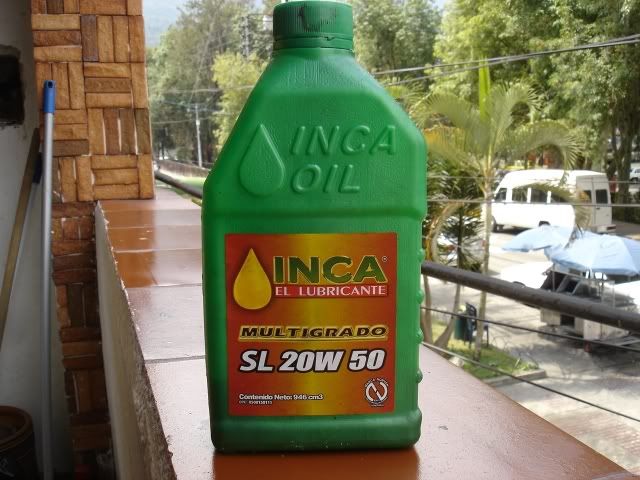 INCA
OIL
INCA®
EL LUBRICANTE
MULTIGRADO
SL 20W 50
Contenido Neto: 946 cm3